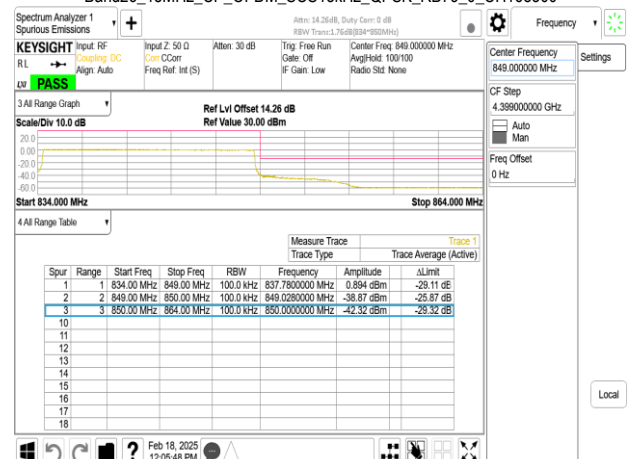 Spectrum Analyzer 1
Spurious Emissions
Attn: 14.26dB, Duty Corr: 0 dB
RBW Trans:1.76dB(834~850MHz)
Frequency
KEYSIGHT
RL
LXI PASS
Input: RF
Coupling: DC
Align: Auto
Input Z: 50 Ω
Corr CCorr
Freq Ref: Int (S)
Atten: 30 dB
Trig: Free Run
Gate: Off
IF Gain: Low
Center Freq: 849.000000 MHz
Avg|Hold: 100/100
Radio Std: None
Center Frequency
849.000000 MHz
Settings
CF Step
4.399000000 GHz
Auto
Man
Freq Offset
0 Hz
3 All Range Graph
Scale/Div 10.0 dB
Ref Lvl Offset 14.26 dB
Ref Value 30.00 dBm
20.0
0.00
-20.0
-40.0
-60.0
Start 834.000 MHz
Stop 864.000 MHz
4 All Range Table
Measure Trace Trace 1
Trace Type Trace Average (Active)
Spur Range Start Freq Stop Freq RBW Frequency Amplitude ΔLimit
1 1 834.00 MHz 849.00 MHz 100.0 kHz 837.7800000 MHz 0.894 dBm -29.11 dB
2 2 849.00 MHz 850.00 MHz 100.0 kHz 849.0280000 MHz -38.87 dBm -25.87 dB
3 3 850.00 MHz 864.00 MHz 100.0 kHz 850.0000000 MHz -42.32 dBm -29.32 dB
10
11
12
13
14
15
16
17
18
Local
Feb 18, 2025
12:05:48 PM